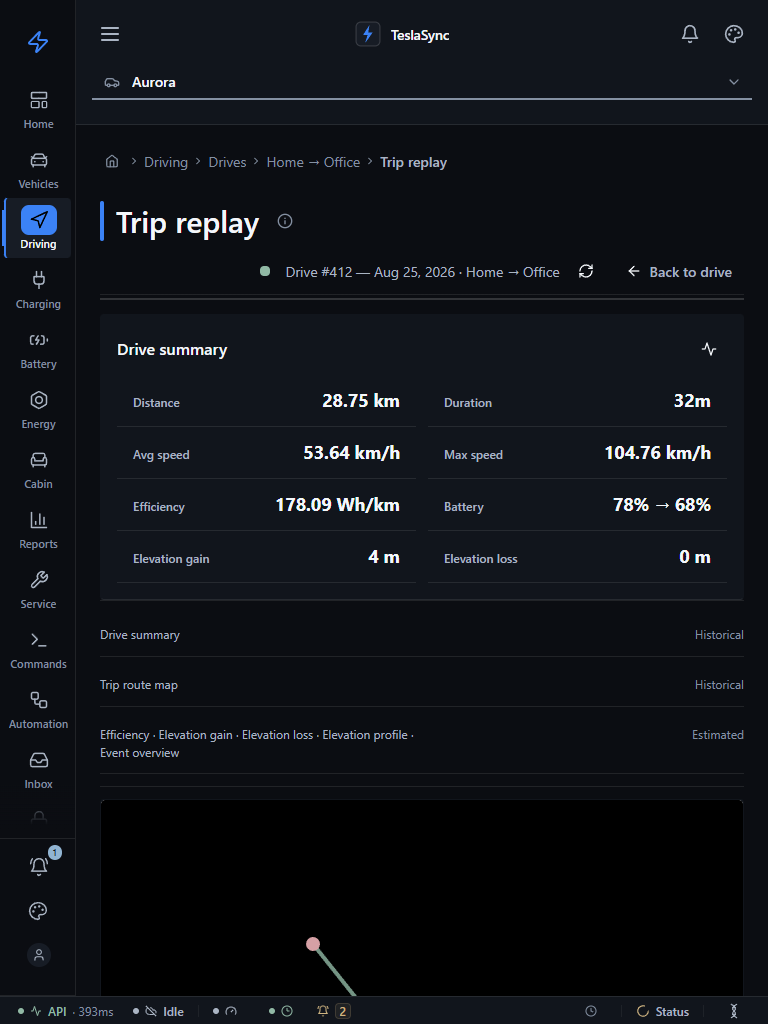 TeslaSync
Aurora
Home
Vehicles
Driving
Charging
Battery
Energy
Cabin
Reports
Service
Commands
Automation
Inbox
1
Driving › Drives › Home → Office › Trip replay
Trip replay
Drive #412 — Aug 25, 2026 · Home → Office
Back to drive
Drive summary
Distance 28.75 km
Duration 32m
Avg speed 53.64 km/h
Max speed 104.76 km/h
Efficiency 178.09 Wh/km
Battery 78% → 68%
Elevation gain 4 m
Elevation loss 0 m
Drive summary Historical
Trip route map Historical
Efficiency · Elevation gain · Elevation loss · Elevation profile · Estimated
Event overview
API · 393ms
Idle
2
Status